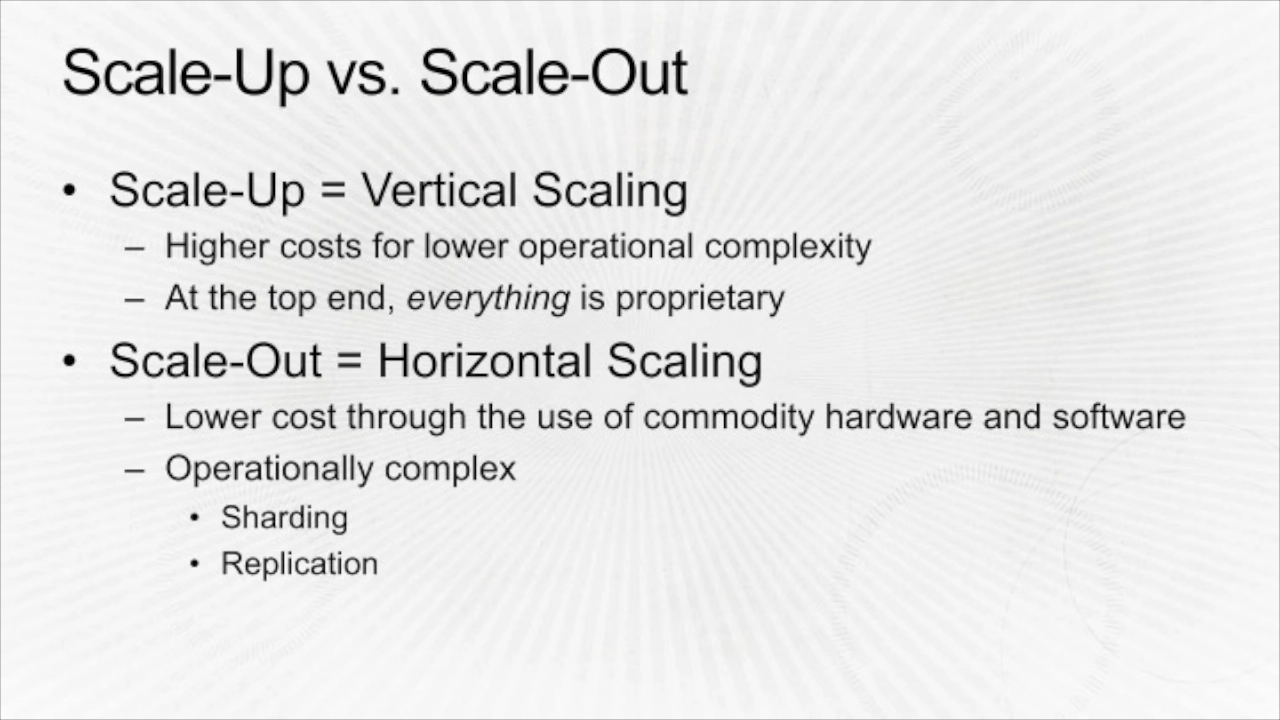 Scale-Up vs. Scale-Out
• Scale-Up = Vertical Scaling
– Higher costs for lower operational complexity
– At the top end, everything is proprietary
• Scale-Out = Horizontal Scaling
– Lower cost through the use of commodity hardware and software
– Operationally complex
• Sharding
• Replication